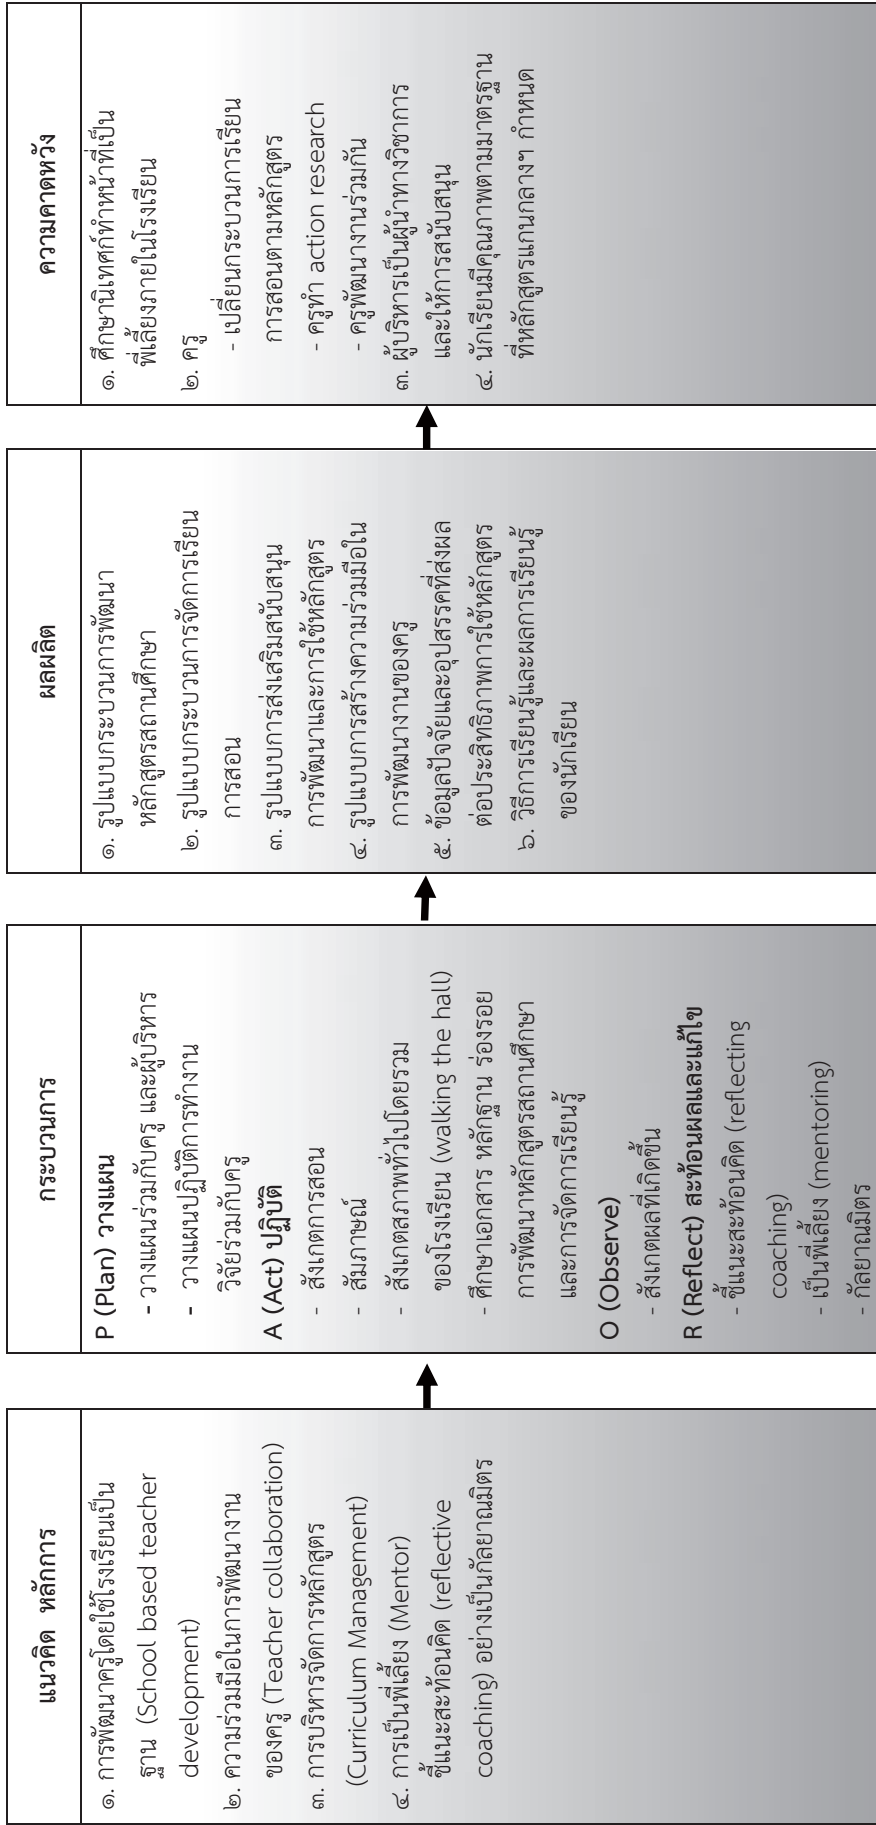 แนวคิด หลักการ
๑. การพัฒนาครูโดยใช้โรงเรียนเป็น
ฐาน (School based teacher
development)
๒. ความร่วมมือในการพัฒนางาน
ของครู (Teacher collaboration)
๓. การบริหารจัดการหลักสูตร
(Curriculum Management)
๔. การเป็นพี่เลี้ยง (Mentor)
ชี้แนะสะท้อนคิด (reflective
coaching) อย่างเป็นกัลยาณมิตร
กระบวนการ
P (Plan) วางแผน
- วางแผนร่วมกับครู และผู้บริหาร
- วางแผนปฏิบัติการทำงาน
วิจัยร่วมกับครู
A (Act) ปฏิบัติ
- สังเกตการสอน
- สัมภาษณ์
- สังเกตสภาพทั่วไปโดยรวม
ของโรงเรียน (walking the hall)
- ศึกษาเอกสาร หลักฐาน ร่องรอย
การพัฒนาหลักสูตรสถานศึกษา
และการจัดการเรียนรู้
O (Observe)
- สังเกตผลที่เกิดขึ้น
R (Reflect) สะท้อนผลและแก้ไข
- ชี้แนะสะท้อนคิด (reflecting
coaching)
- เป็นพี่เลี้ยง (mentoring)
- กัลยาณมิตร
ผลผลิต
๑. รูปแบบกระบวนการพัฒนา
หลักสูตรสถานศึกษา
๒. รูปแบบกระบวนการจัดการเรียน
การสอน
๓. รูปแบบการส่งเสริมสนับสนุน
การพัฒนาและการใช้หลักสูตร
๔. รูปแบบการสร้างความร่วมมือใน
การพัฒนางานของครู
๕. ข้อมูลปัจจัยและอุปสรรคที่ส่งผล
ต่อประสิทธิภาพการใช้หลักสูตร
๖. วิธีการเรียนรู้และผลการเรียนรู้
ของนักเรียน
ความคาดหวัง
๑. ศึกษานิเทศก์ทำหน้าที่เป็น
พี่เลี้ยงภายในโรงเรียน
๒. ครู
- เปลี่ยนกระบวนการเรียน
การสอนตามหลักสูตร
- ครูทำ action research
- ครูพัฒนางานร่วมกัน
๓. ผู้บริหารเป็นผู้นำทางวิชาการ
และให้การสนับสนุน
๔. นักเรียนมีคุณภาพตามมาตรฐาน
ที่หลักสูตรแกนกลางฯ กำหนด